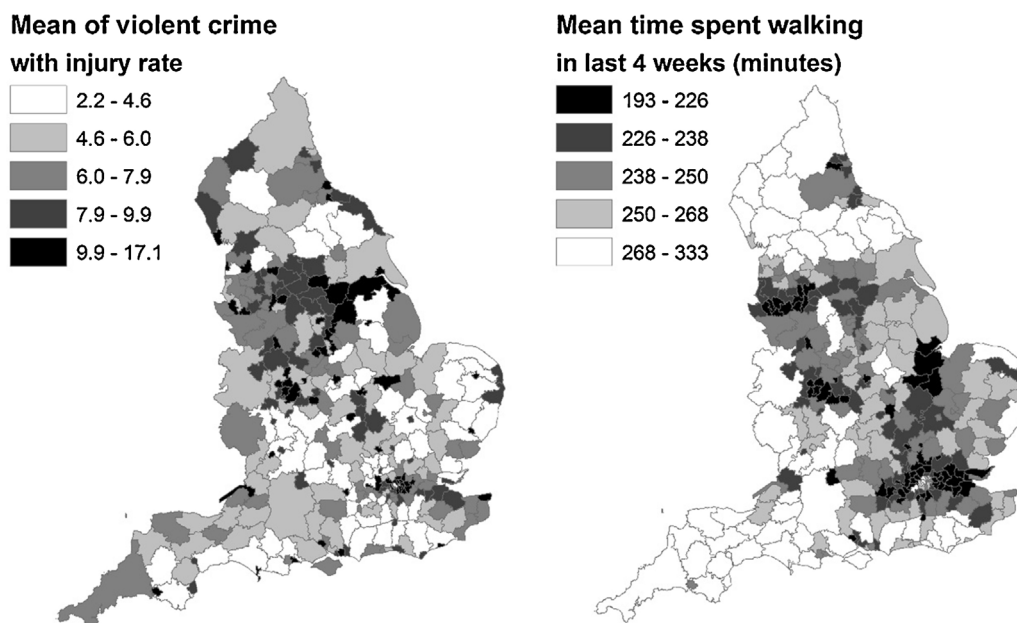 Mean of violent crime
with injury rate
2.2 - 4.6
4.6 - 6.0
6.0 - 7.9
7.9 - 9.9
9.9 - 17.1
Mean time spent walking
in last 4 weeks (minutes)
193 - 226
226 - 238
238 - 250
250 - 268
268 - 333